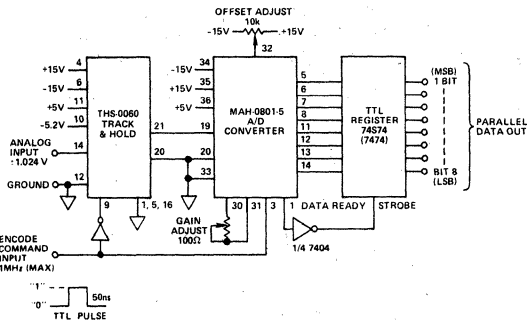 OFFSET ADJUST
10k
-15V
+15V
32
+15V 4
-15V 6
+5V 11
-5.2V 10
ANALOG
INPUT
±1.024 V
14
GROUND
12
THS-0060
TRACK
& HOLD
21
20
9
1, 5, 16
-15V 34
+15V 35
+5V 36
19
20
33
MAH-0801-5
A/D
CONVERTER
5
6
7
8
11
12
13
14
30
31
3
1
TTL
REGISTER
74S74
(7474)
(MSB)
1 BIT
BIT 8
(LSB)
PARALLEL
DATA OUT
GAIN
ADJUST
100Ω
DATA READY
STROBE
1/4 7404
ENCODE
COMMAND
INPUT
1MHz (MAX)
"1"
"0"
50ns
TTL PULSE